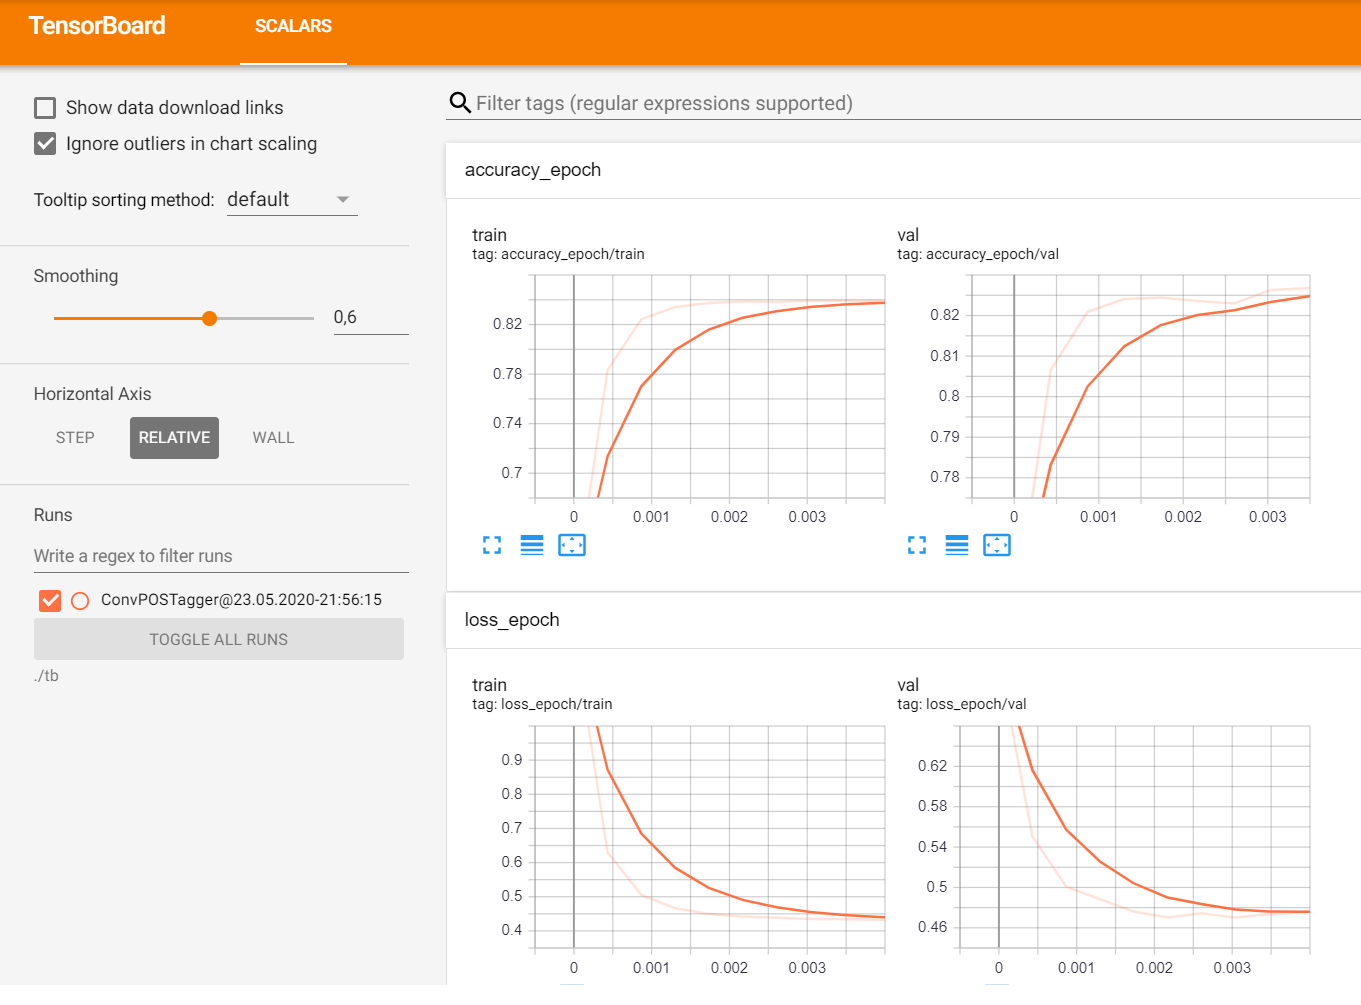 TensorBoard
SCALARS
Show data download links
Ignore outliers in chart scaling
Tooltip sorting method: default
Smoothing
0,6
Horizontal Axis
STEP RELATIVE WALL
Runs
Write a regex to filter runs
ConvPOSTagger@23.05.2020-21:56:15
TOGGLE ALL RUNS
./tb
Filter tags (regular expressions supported)
accuracy_epoch
train
tag: accuracy_epoch/train
0.82
0.78
0.74
0.7
0 0.001 0.002 0.003
val
tag: accuracy_epoch/val
0.82
0.81
0.8
0.79
0.78
0 0.001 0.002 0.003
loss_epoch
train
tag: loss_epoch/train
0.9
0.8
0.7
0.6
0.5
0.4
0 0.001 0.002 0.003
val
tag: loss_epoch/val
0.62
0.58
0.54
0.5
0.46
0 0.001 0.002 0.003